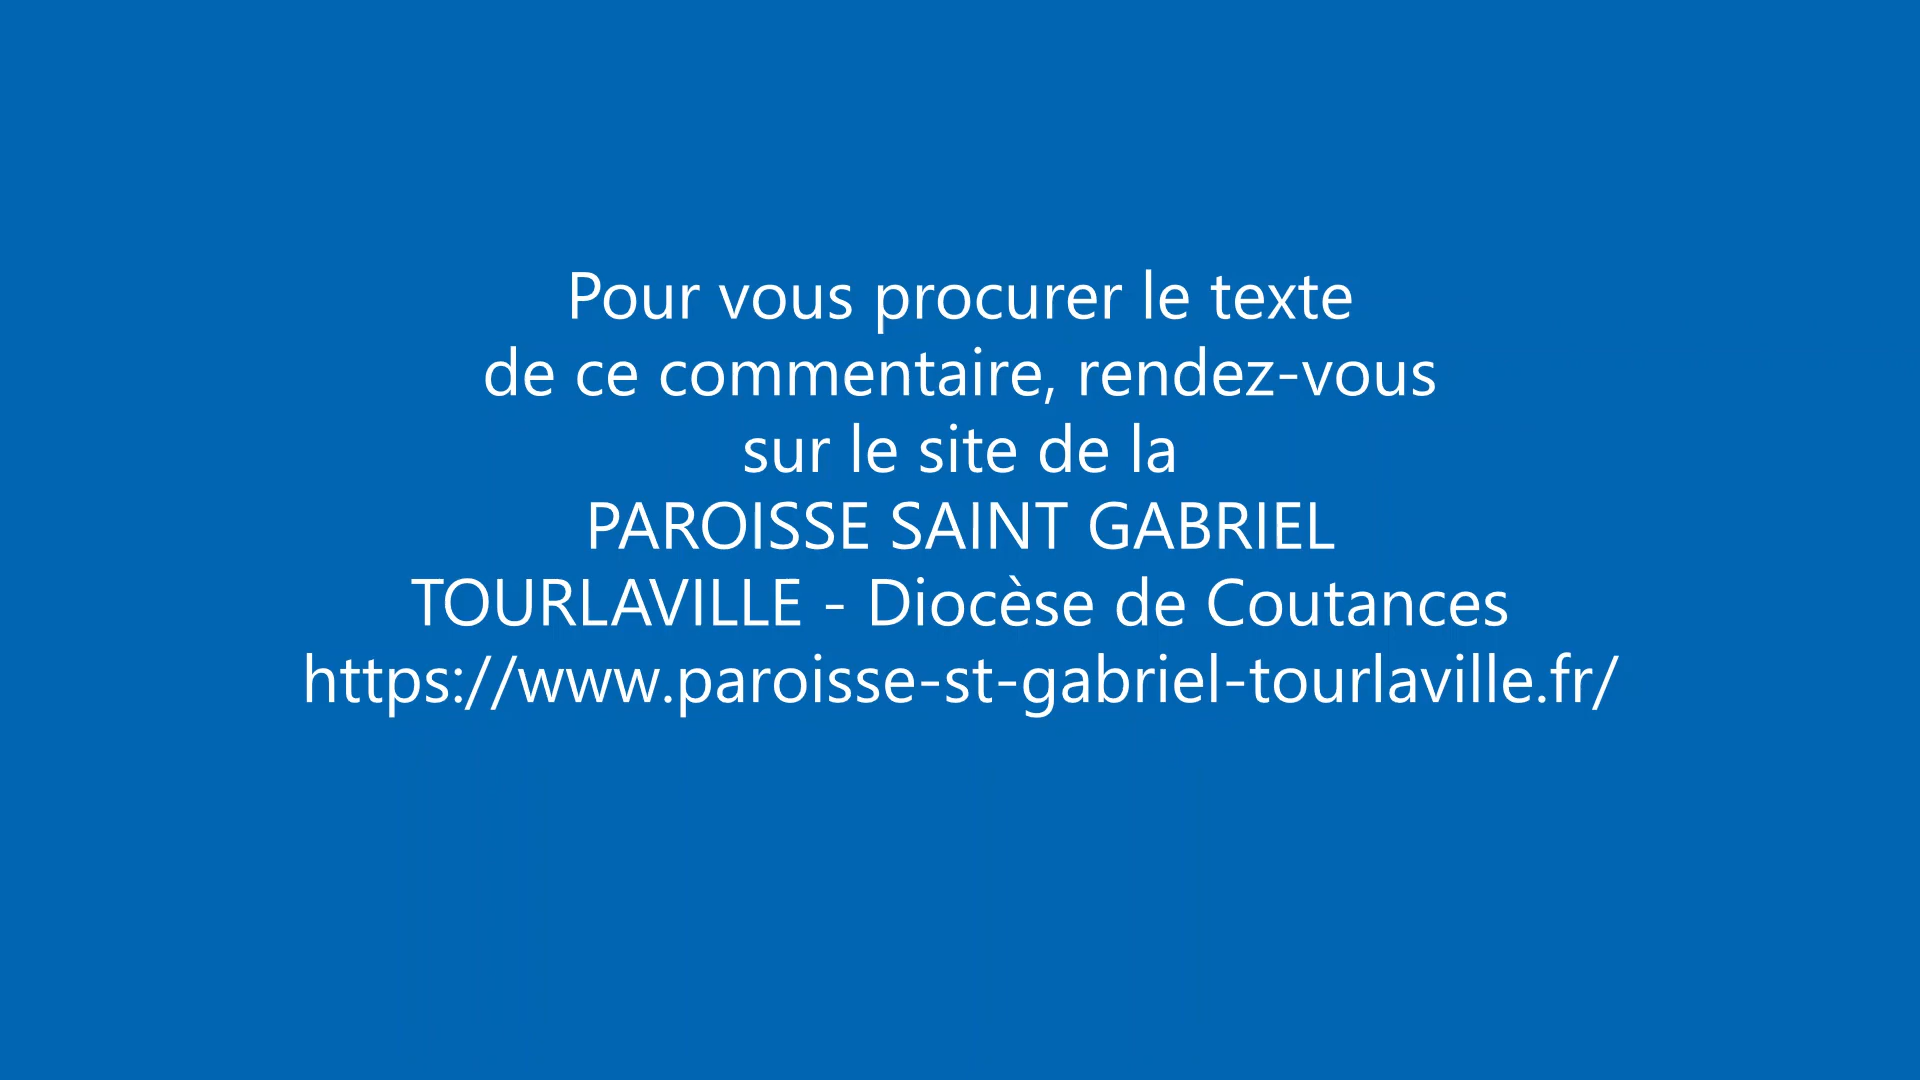 Pour vous procurer le texte
de ce commentaire, rendez-vous
sur le site de la
PAROISSE SAINT GABRIEL
TOURLAVILLE - Diocèse de Coutances
https://www.paroisse-st-gabriel-tourlaville.fr/